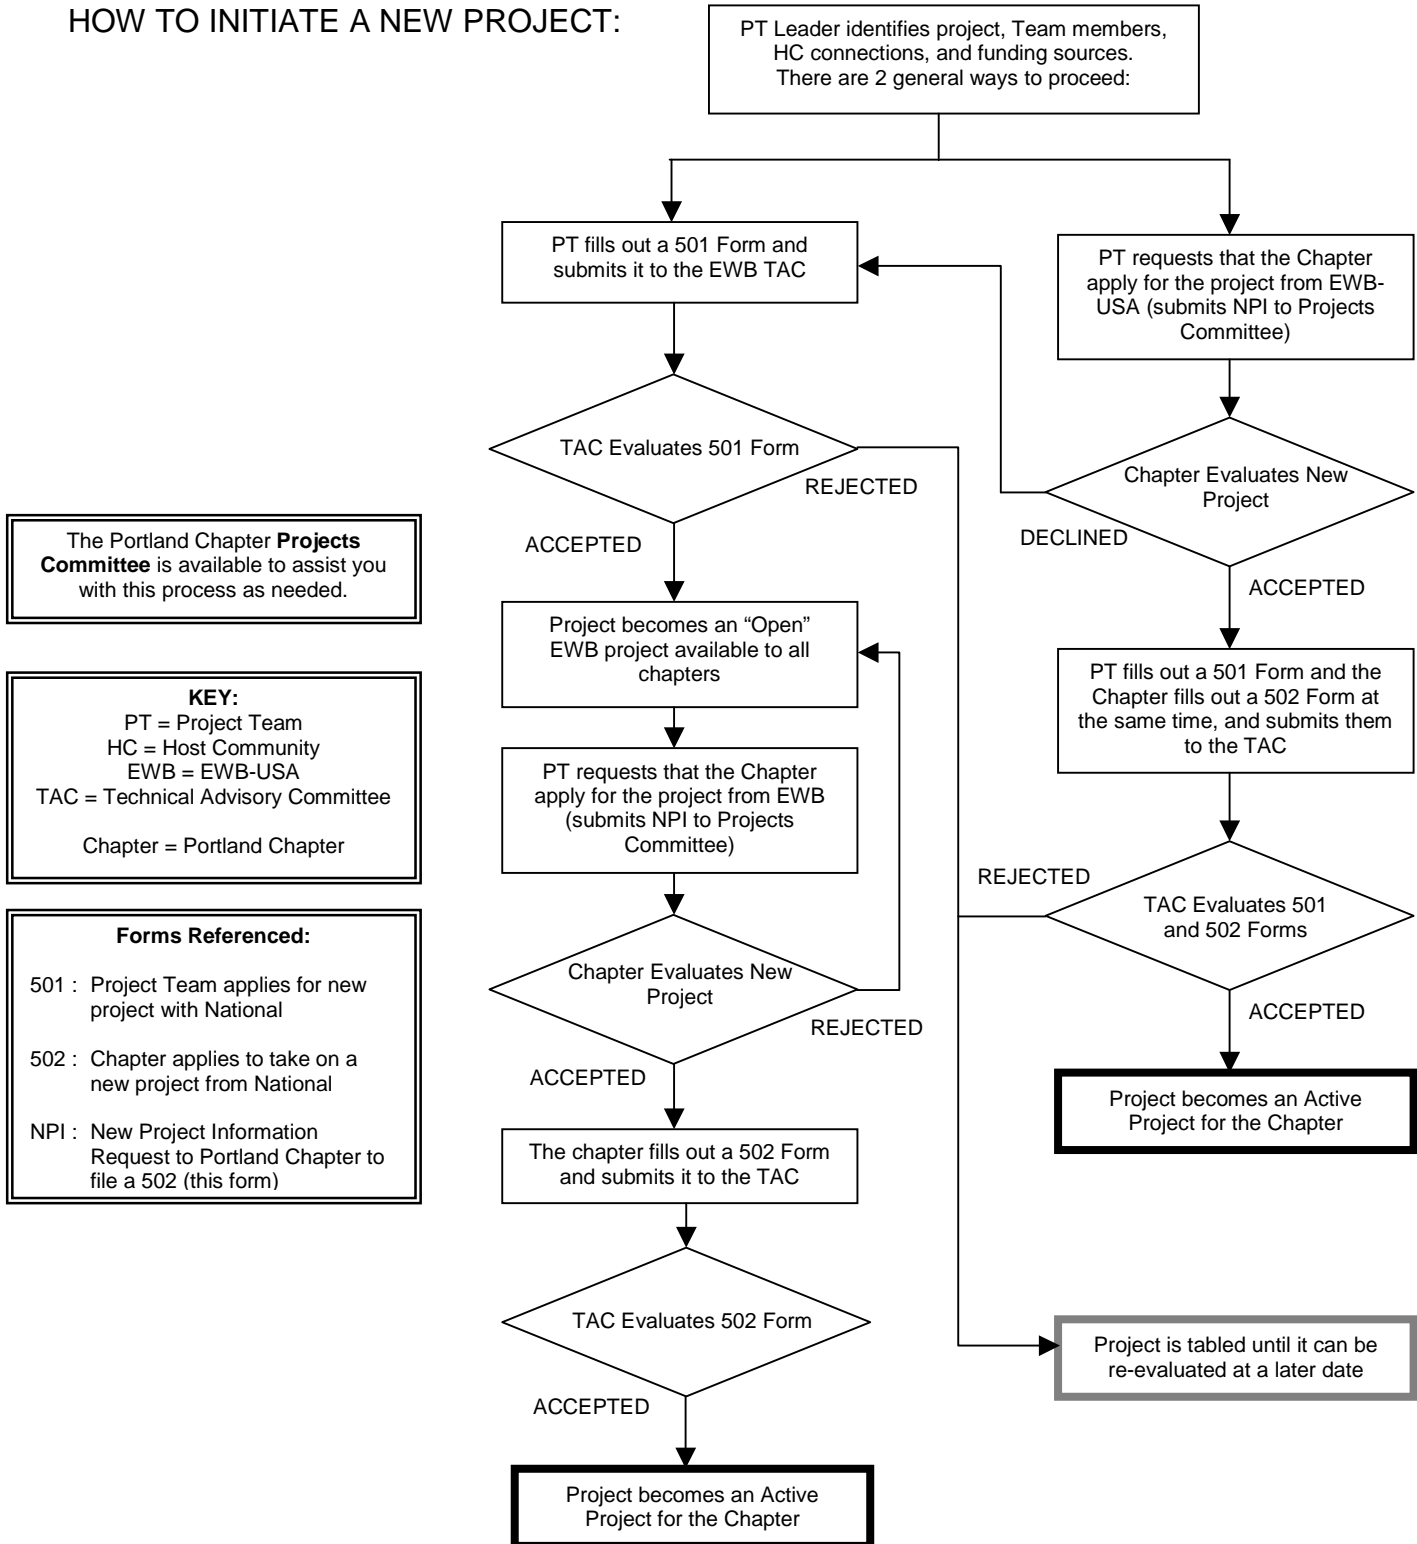 HOW TO INITIATE A NEW PROJECT:
PT Leader identifies project, Team members,
HC connections, and funding sources.
There are 2 general ways to proceed:
PT fills out a 501 Form and
submits it to the EWB TAC
PT requests that the Chapter
apply for the project from EWB-
USA (submits NPI to Projects
Committee)
TAC Evaluates 501 Form
REJECTED
ACCEPTED
Chapter Evaluates New
Project
DECLINED
ACCEPTED
The Portland Chapter Projects
Committee is available to assist you
with this process as needed.
Project becomes an “Open”
EWB project available to all
chapters
PT fills out a 501 Form and the
Chapter fills out a 502 Form at
the same time, and submits them
to the TAC
KEY:
PT = Project Team
HC = Host Community
EWB = EWB-USA
TAC = Technical Advisory Committee
Chapter = Portland Chapter
PT requests that the Chapter
apply for the project from EWB
(submits NPI to Projects
Committee)
REJECTED
TAC Evaluates 501
and 502 Forms
ACCEPTED
Forms Referenced:
501 : Project Team applies for new
project with National
502 : Chapter applies to take on a
new project from National
NPI : New Project Information
Request to Portland Chapter to
file a 502 (this form)
Chapter Evaluates New
Project
REJECTED
ACCEPTED
Project becomes an Active
Project for the Chapter
The chapter fills out a 502 Form
and submits it to the TAC
TAC Evaluates 502 Form
ACCEPTED
Project is tabled until it can be
re-evaluated at a later date
Project becomes an Active
Project for the Chapter